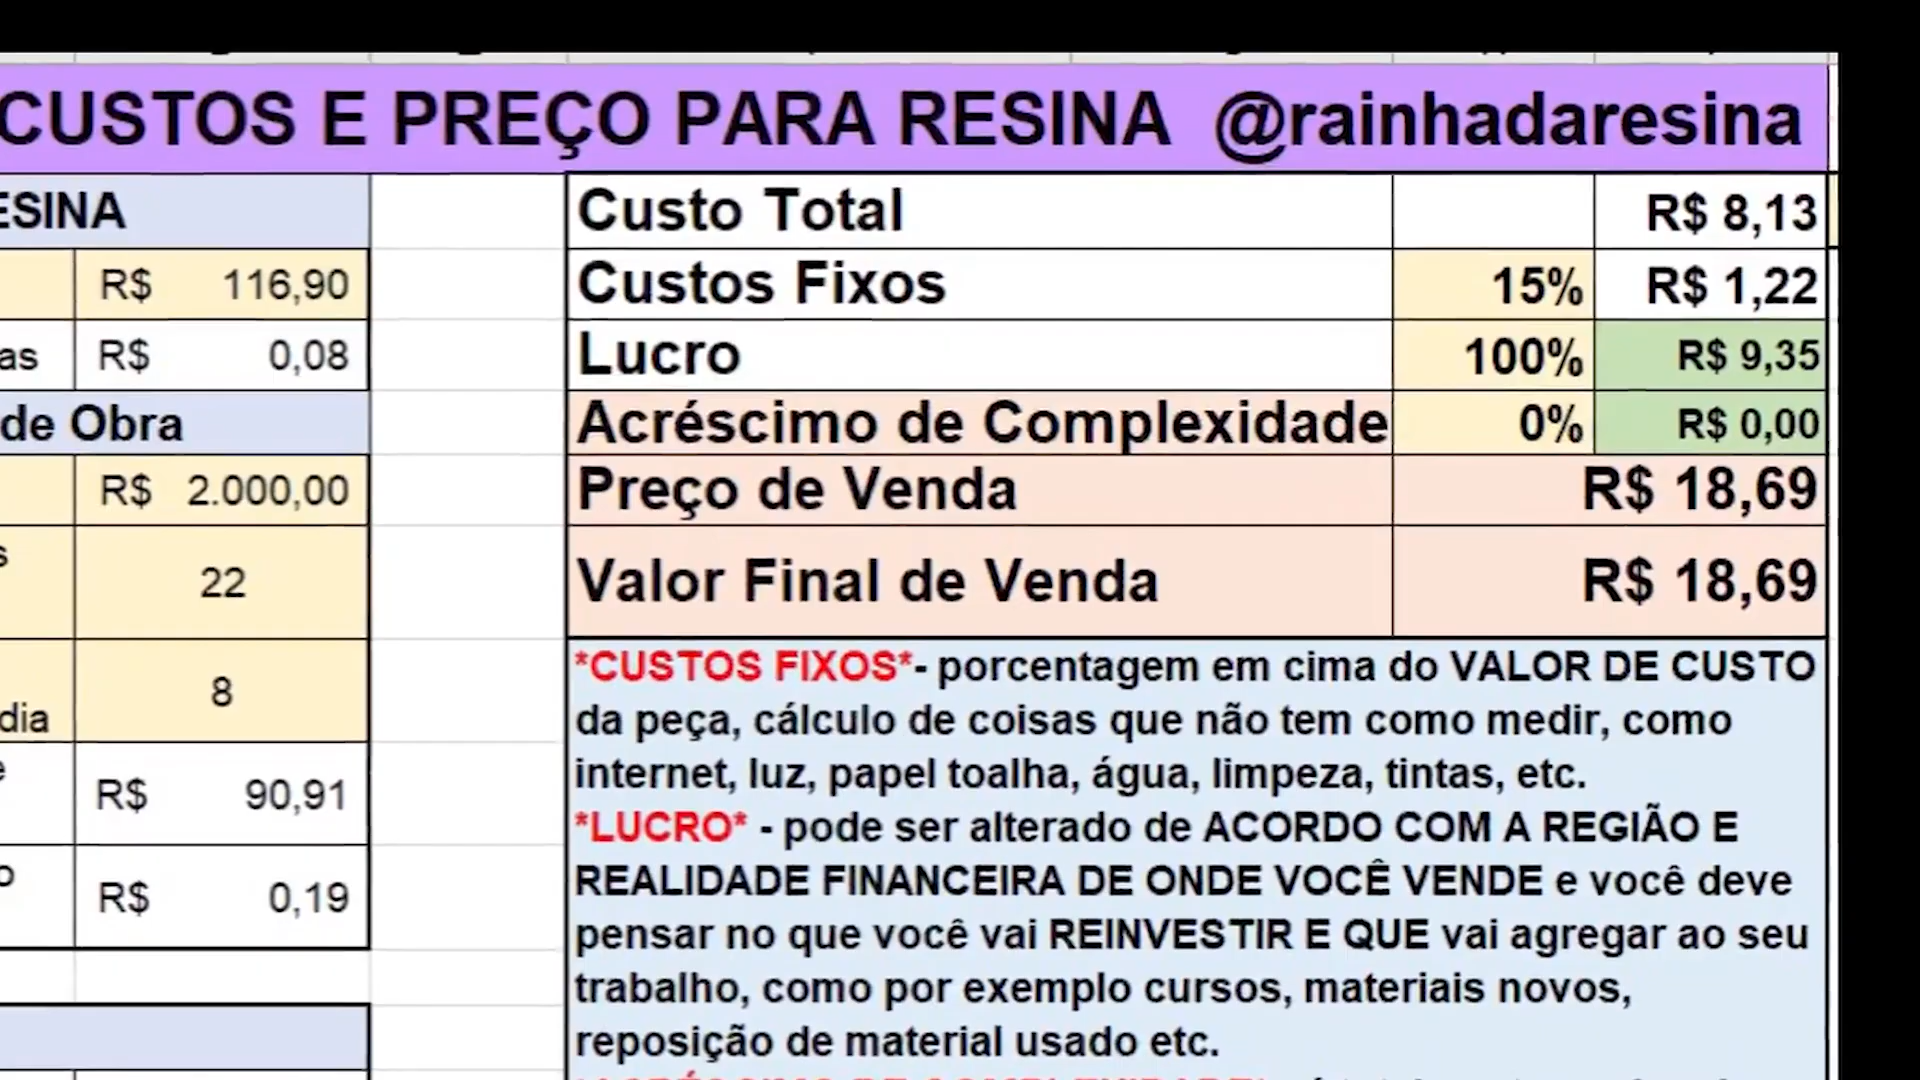 CUSTOS E PREÇO PARA RESINA @rainhadaresina
ESINA
R$ 116,90
as R$ 0,08
de Obra
R$ 2.000,00
s
22
8
dia
e
R$ 90,91
o
R$ 0,19
Custo Total R$ 8,13
Custos Fixos 15% R$ 1,22
Lucro 100% R$ 9,35
Acréscimo de Complexidade 0% R$ 0,00
Preço de Venda R$ 18,69
Valor Final de Venda R$ 18,69
*CUSTOS FIXOS*- porcentagem em cima do VALOR DE CUSTO
da peça, cálculo de coisas que não tem como medir, como
internet, luz, papel toalha, água, limpeza, tintas, etc.
*LUCRO* - pode ser alterado de ACORDO COM A REGIÃO E
REALIDADE FINANCEIRA DE ONDE VOCÊ VENDE e você deve
pensar no que você vai REINVESTIR E QUE vai agregar ao seu
trabalho, como por exemplo cursos, materiais novos,
reposição de material usado etc.